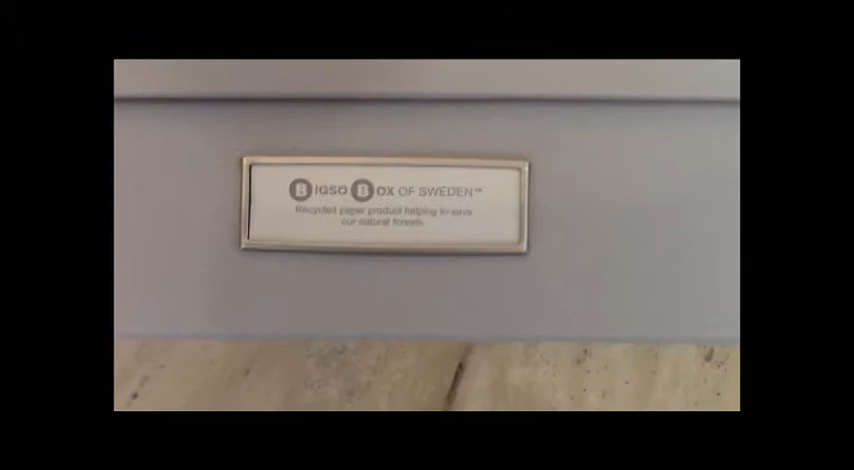 BIGSO BOX OF SWEDEN™
Recycled paper product helping to save
our natural forests.